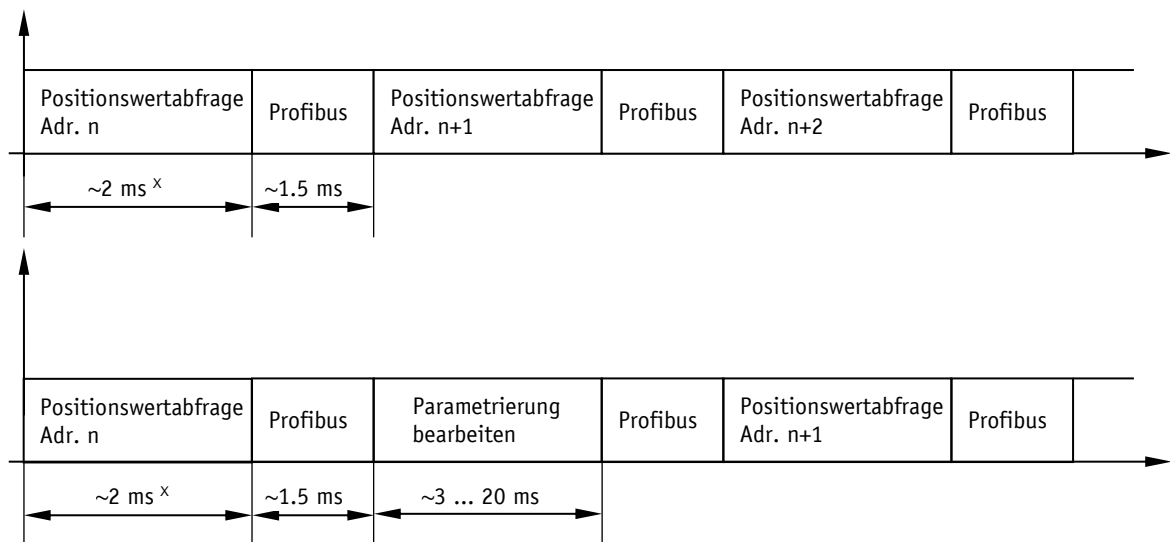 Positionswertabfrage
Adr. n
Profibus
Positionswertabfrage
Adr. n+1
Profibus
Positionswertabfrage
Adr. n+2
Profibus
~2 ms x
~1.5 ms
Positionswertabfrage
Adr. n
Profibus
Parametrierung
bearbeiten
Profibus
Positionswertabfrage
Adr. n+1
Profibus
~2 ms x
~1.5 ms
~3 ... 20 ms